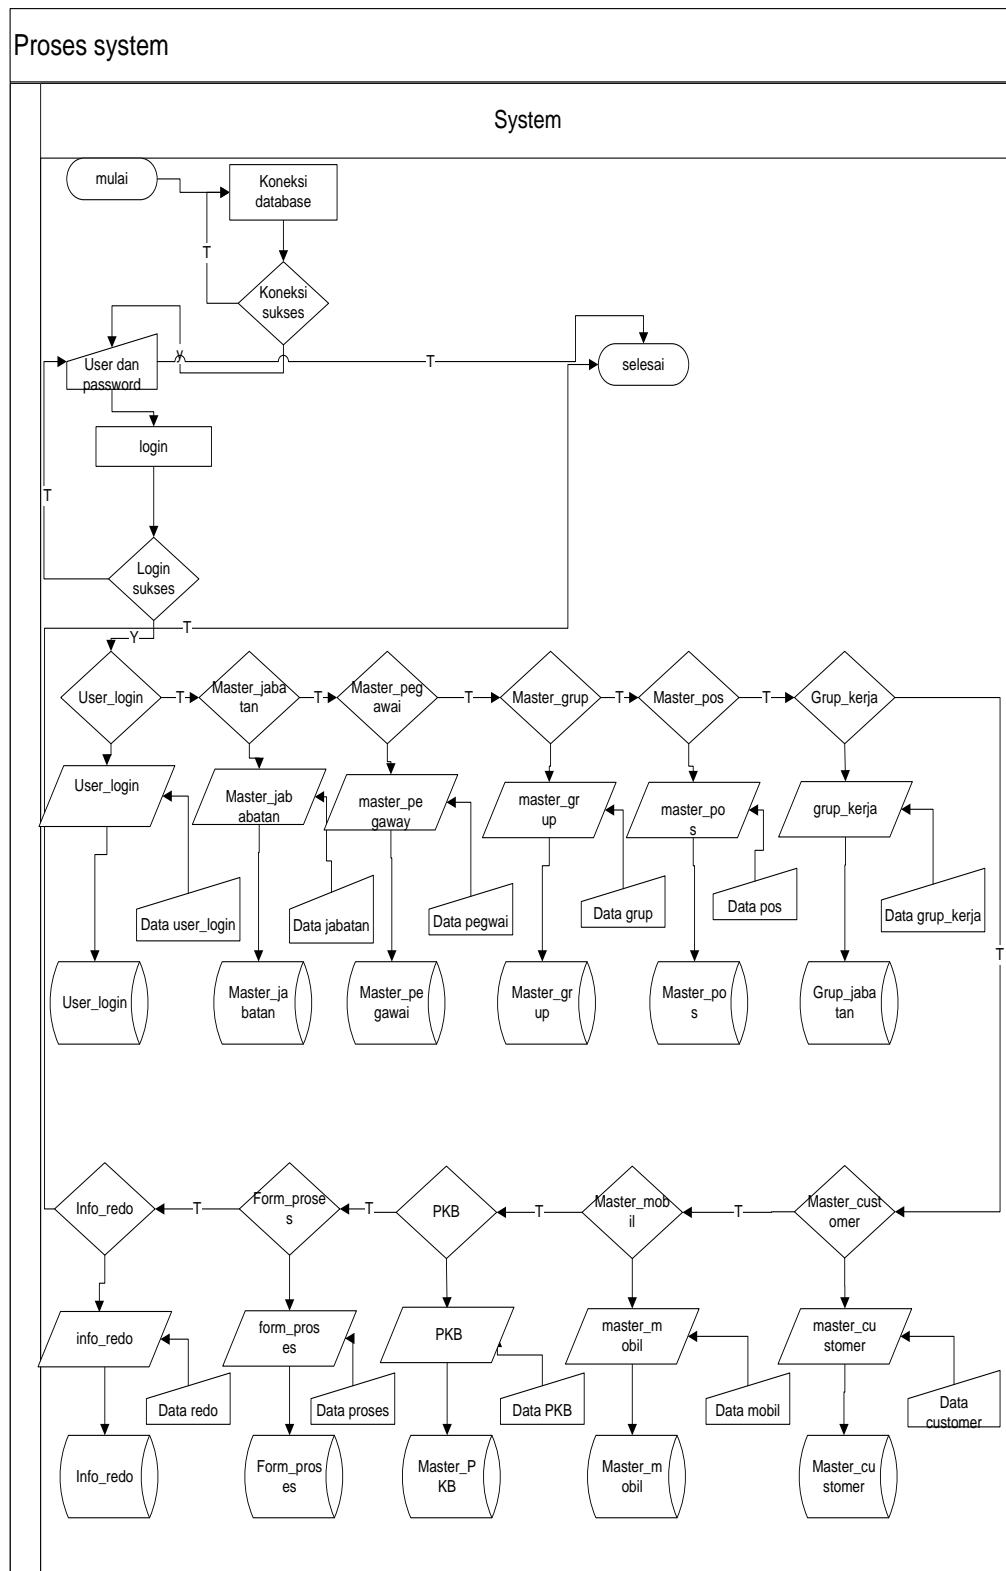 Proses system
System
mulai
Koneksi
database
T
Koneksi
sukses
y
User dan
password
T
selesai
login
T
Login
sukses
Y
T
User_login
T
Master_jaba
tan
T
Master_peg
awai
T
Master_grup
T
Master_pos
T
Grup_kerja
User_login
Master_jab
abatan
master_pe
gaway
master_gr
up
master_po
s
grup_kerja
Data user_login
Data jabatan
Data pegwai
Data grup
Data pos
Data grup_kerja
T
User_login
Master_ja
batan
Master_pe
gawai
Master_gr
up
Master_po
s
Grup_jaba
tan
Info_redo
T
Form_prose
s
T
PKB
T
Master_mo
bil
T
Master_cust
omer
info_redo
form_pros
es
PKB
master_m
obil
master_cu
stomer
Data redo
Data proses
Data PKB
Data mobil
Data
customer
Info_redo
Form_pros
es
Master_P
KB
Master_m
obil
Master_cu
stomer